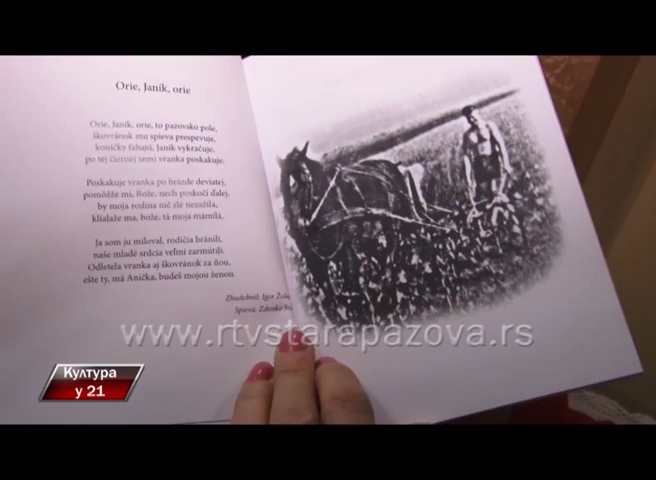 Orie, Janík, orie
Orie, Janík, orie, to pazovsko pole,
škovránok mu spieva prespevuje,
koníčky fahajú, Janík vykračuje,
po tej čiernej zemi vranka poskakuje.
Poskakuje vranka po brázde deviatej,
pomôžže mi, Bože, nech poskočí ďalej,
by moja rodina nič zlé nezažila,
klialaže ma, bože, tá moja mamilá.
Ja som ju miloval, rodičia bránili,
naše mladé srdcia veľmi zarmútili.
Odletela vranka aj škovránok za ňou,
ešte ty, má Anička, budeš mojou ženou.
Zhudobnil: Igor
Spieva: Zdenko
www.rtvstarapazova.rs
Култура
у 21